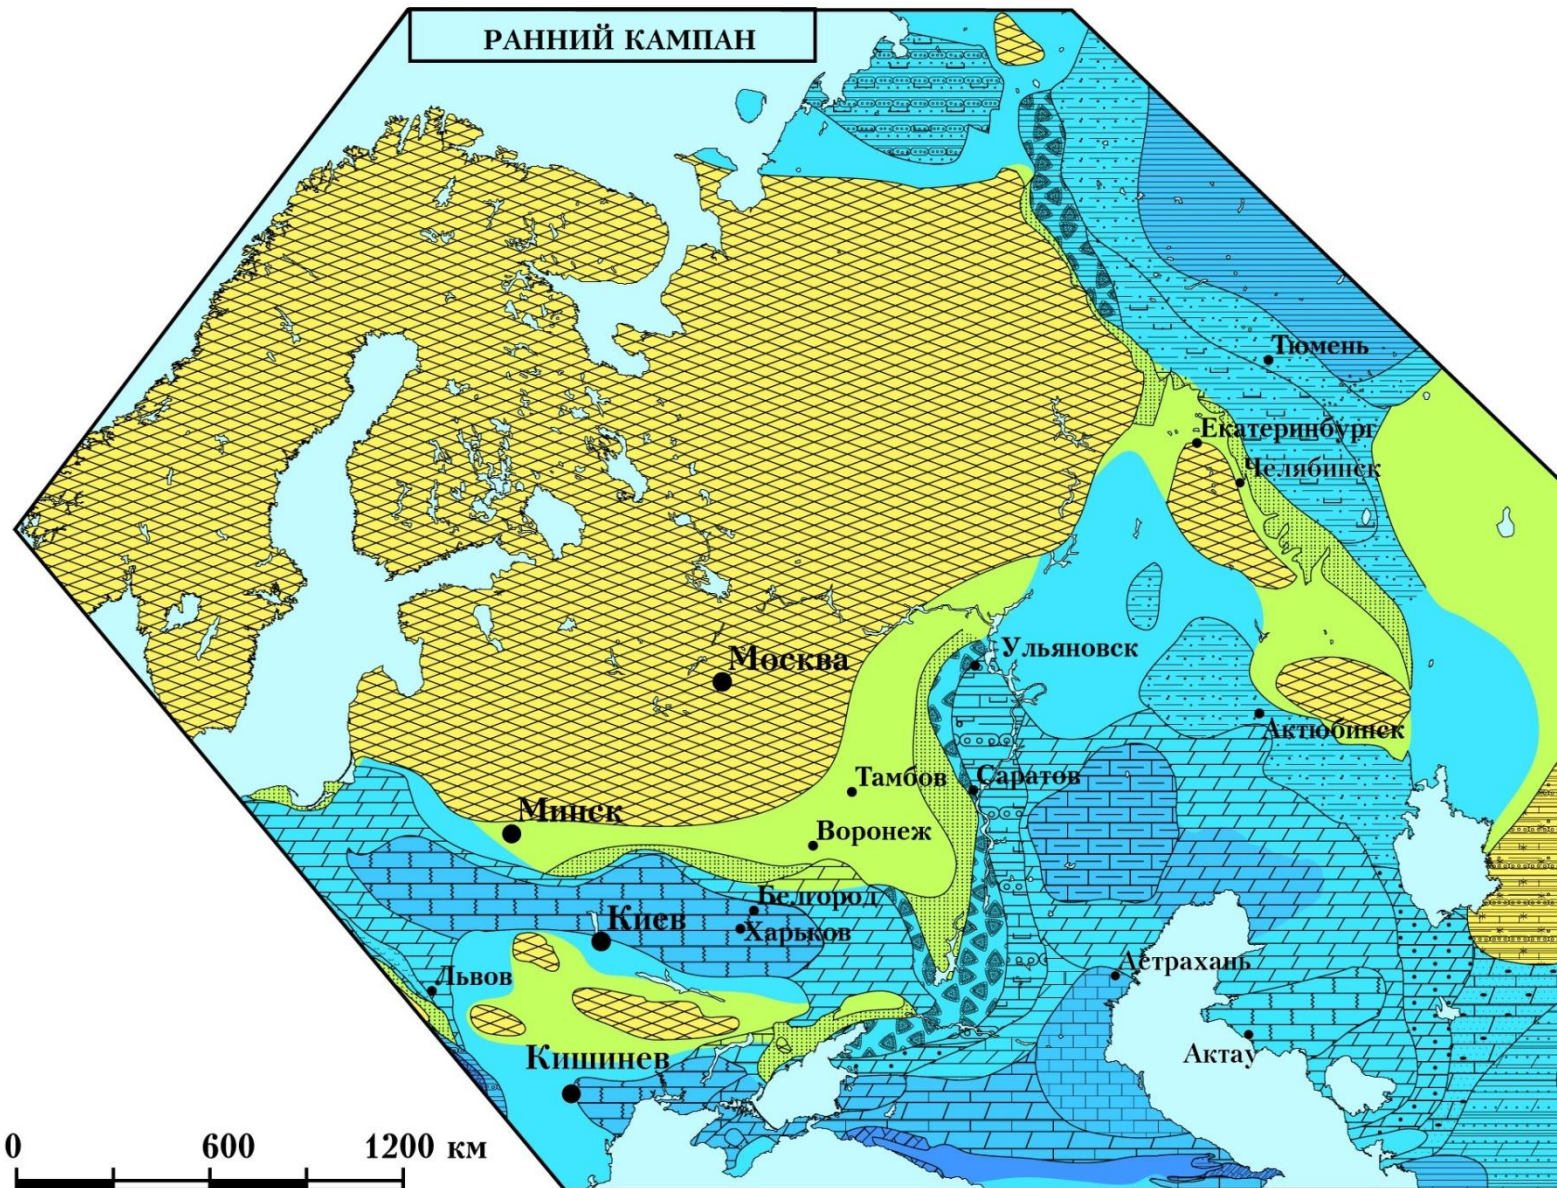 РАННИЙ КАМПАН
Тюмень
Екатеринбург
Челябинск
Ульяновск
Москва
Актюбинск
Тамбов
Саратов
Минск
Воронеж
Белгород
Киев
Харьков
Львов
Астрахань
Актау
Кишинев
0 600 1200 км